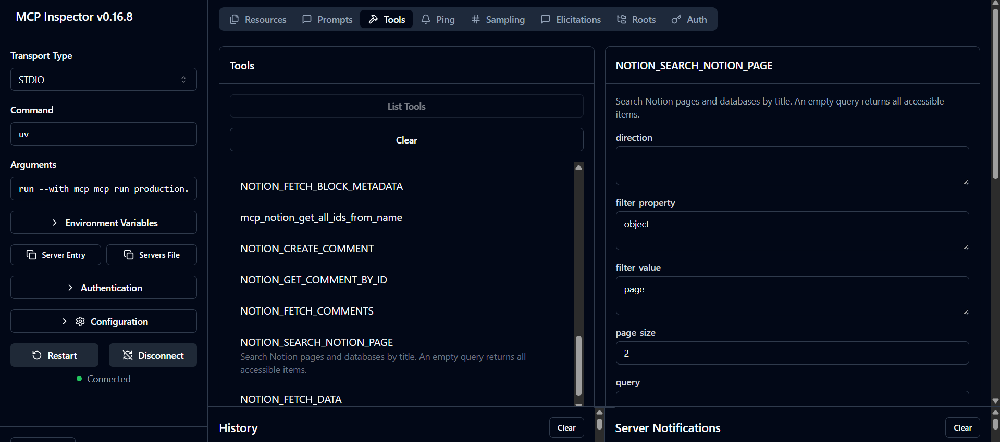 MCP Inspector v0.16.8
Transport Type
STDIO
Command
uv
Arguments
run --with mcp mcp run production.
Environment Variables
Server Entry
Servers File
Authentication
Configuration
Restart
Disconnect
Connected
Resources
Prompts
Tools
Ping
Sampling
Elicitations
Roots
Auth
Tools
List Tools
Clear
NOTION_FETCH_BLOCK_METADATA
mcp_notion_get_all_ids_from_name
NOTION_CREATE_COMMENT
NOTION_GET_COMMENT_BY_ID
NOTION_FETCH_COMMENTS
NOTION_SEARCH_NOTION_PAGE
Search Notion pages and databases by title. An empty query returns all
accessible items.
NOTION_FETCH_DATA
NOTION_SEARCH_NOTION_PAGE
Search Notion pages and databases by title. An empty query returns all accessible
items.
direction
filter_property
object
filter_value
page
page_size
2
query
History
Clear
Server Notifications
Clear